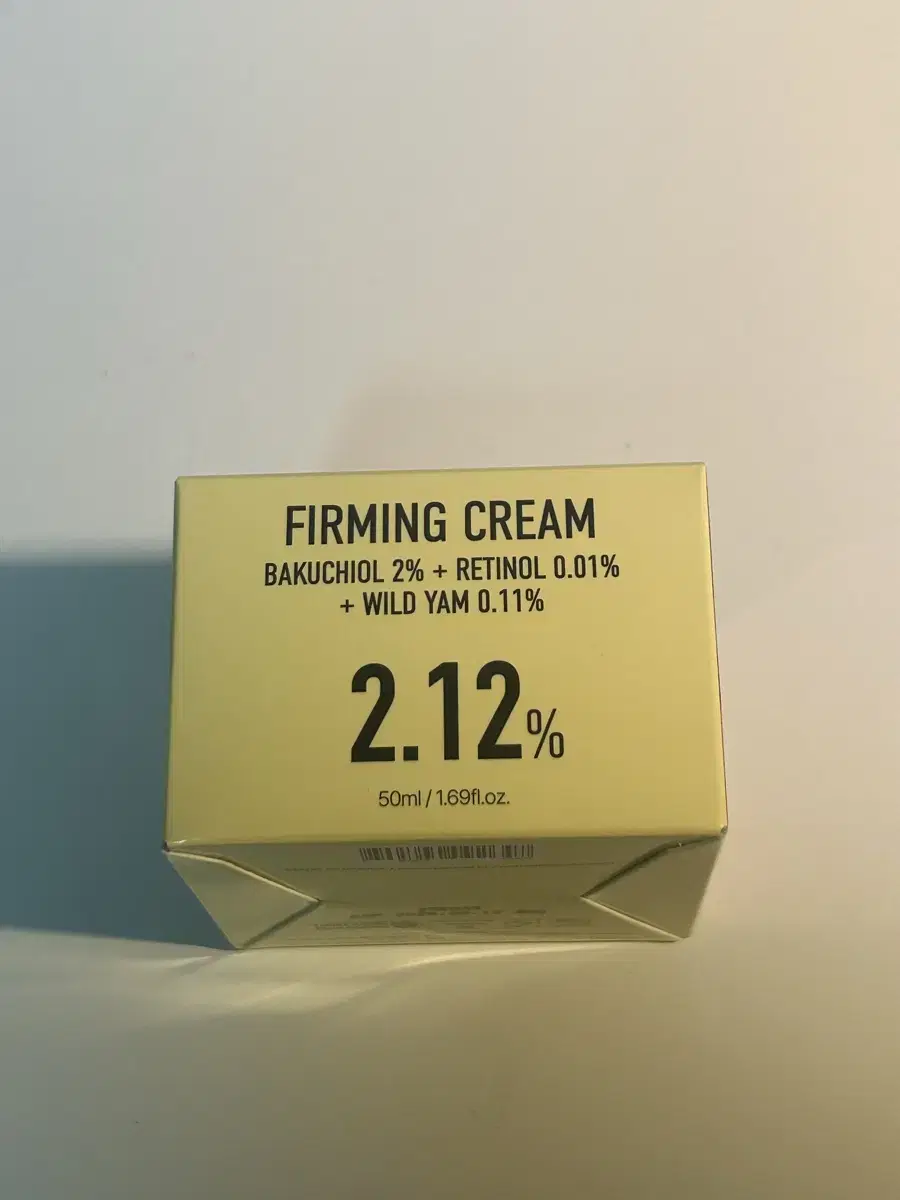 FIRMING CREAM
BAKUCHIOL 2% + RETINOL 0.01%
+ WILD YAM 0.11%
2.12%
50ml / 1.69fl.oz.